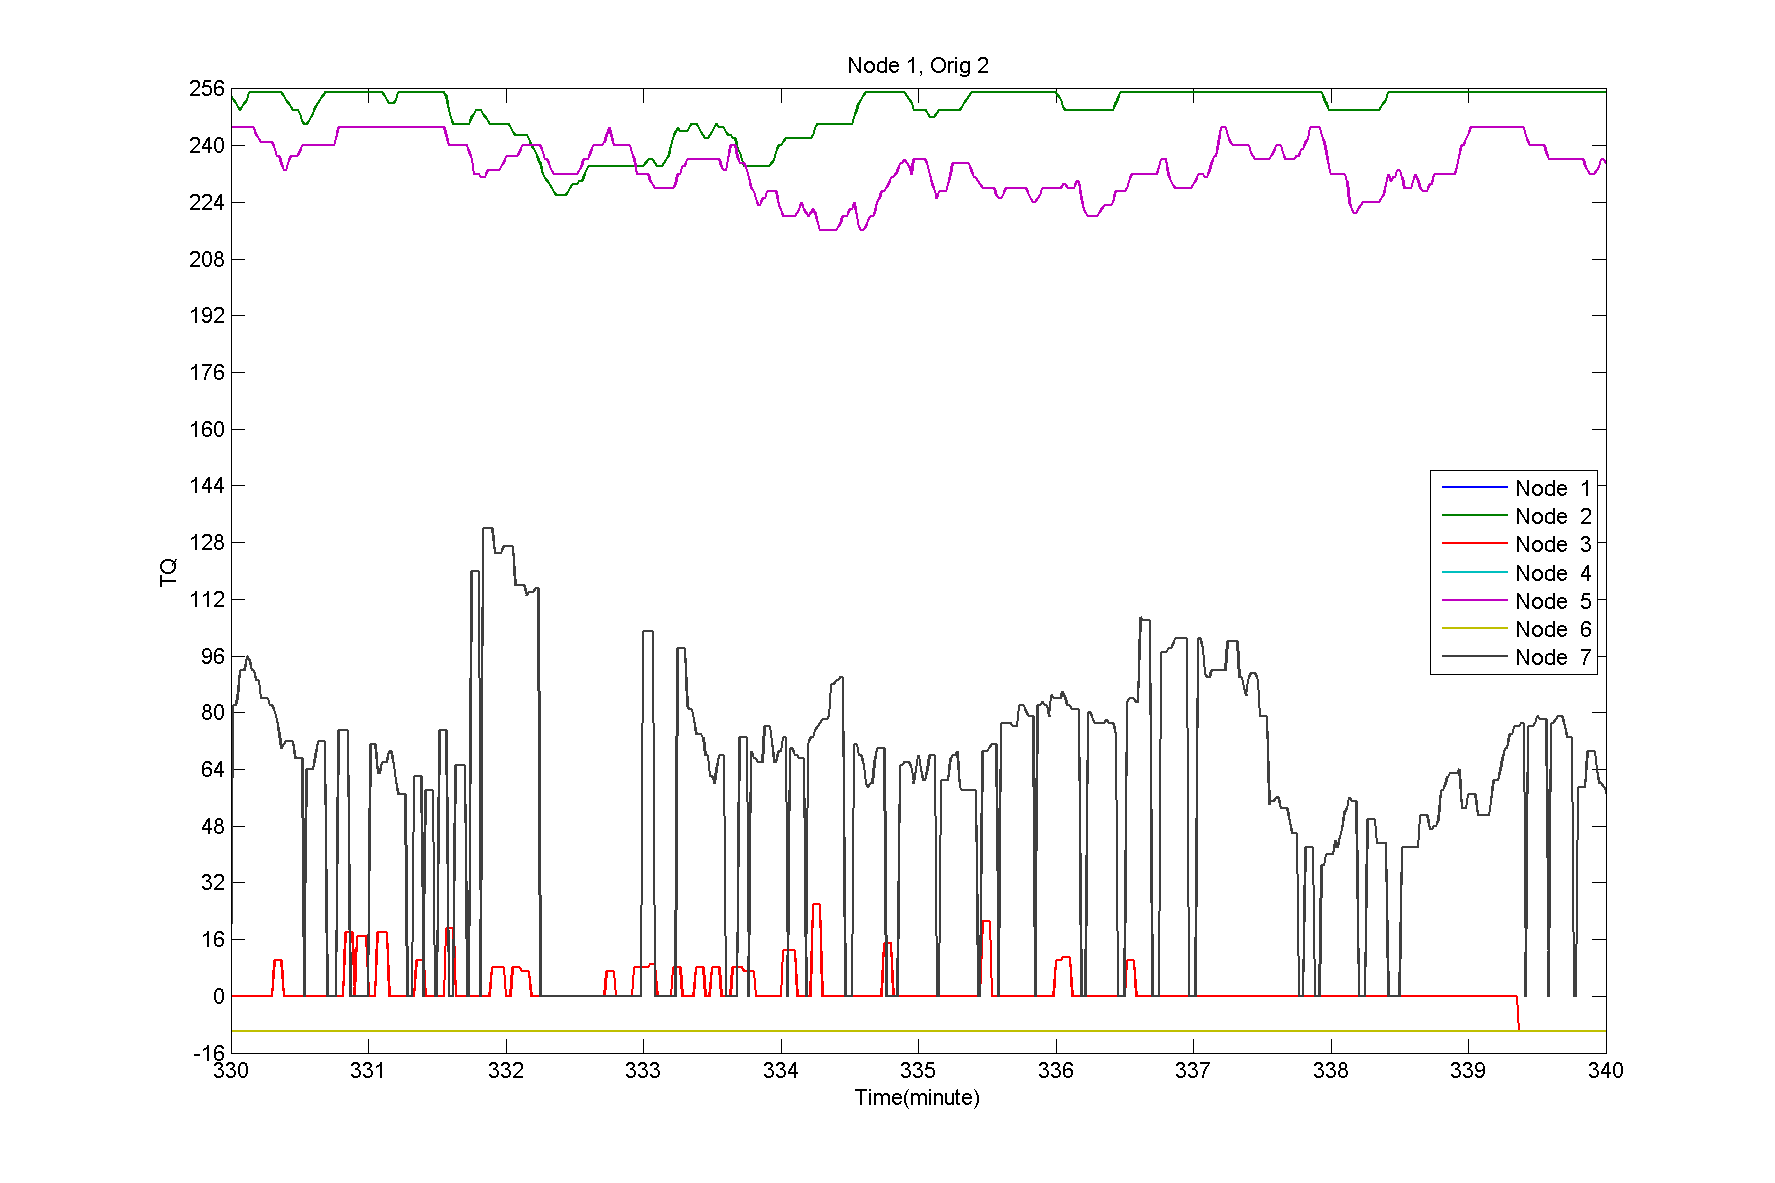 Node 1, Orig 2
256
240
224
208
192
176
160
144
128
112
96
80
64
48
32
16
0
-16
TQ
Node 1
Node 2
Node 3
Node 4
Node 5
Node 6
Node 7
330 331 332 333 334 335 336 337 338 339 340
Time(minute)